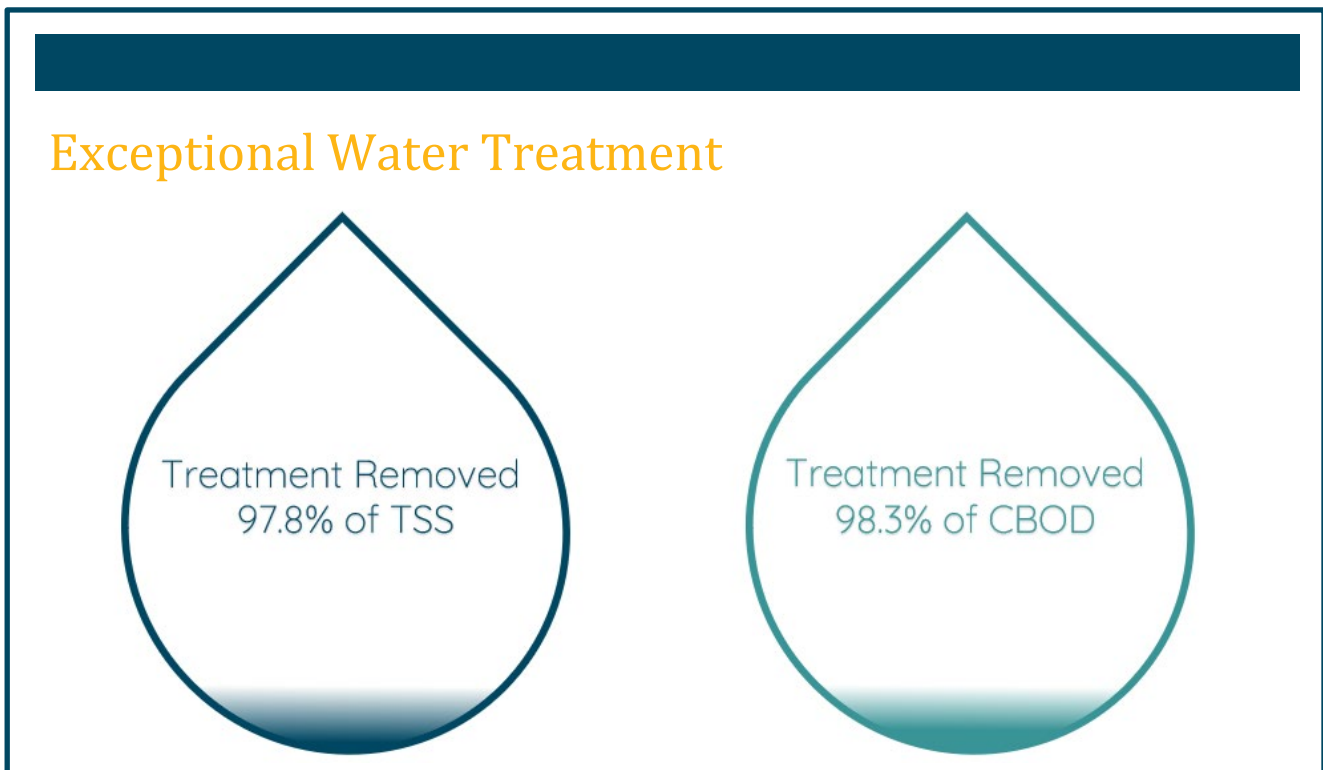 Exceptional Water Treatment
Treatment Removed
97.8% of TSS
Treatment Removed
98.3% of CBOD